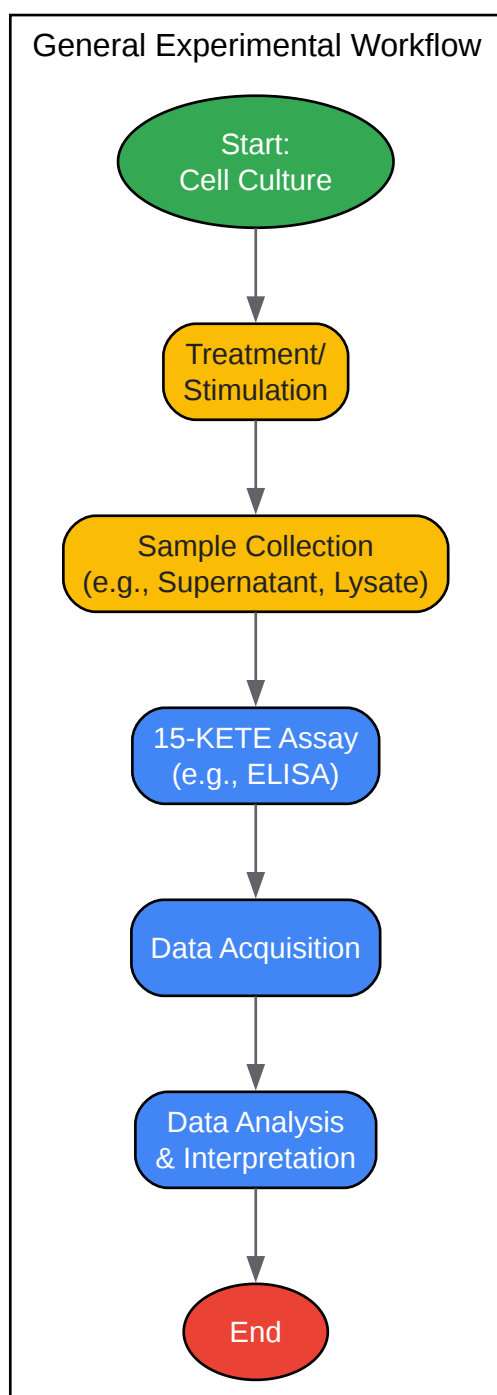 General Experimental Workflow
Start:
Cell Culture
Treatment/
Stimulation
Sample Collection
(e.g., Supernatant, Lysate)
15-KETE Assay
(e.g., ELISA)
Data Acquisition
Data Analysis
& Interpretation
End